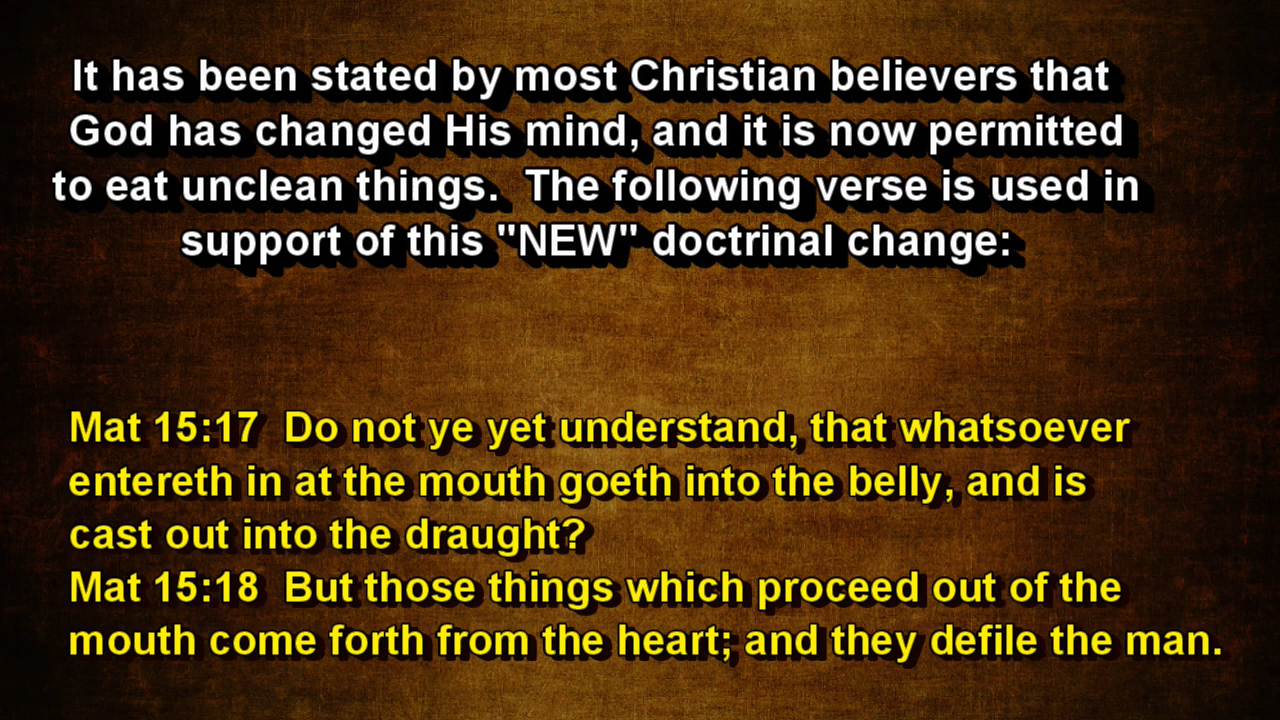 It has been stated by most Christian believers that
God has changed His mind, and it is now permitted
to eat unclean things.  The following verse is used in
support of this "NEW" doctrinal change:
Mat 15:17  Do not ye yet understand, that whatsoever
entereth in at the mouth goeth into the belly, and is
cast out into the draught?
Mat 15:18  But those things which proceed out of the
mouth come forth from the heart; and they defile the man.